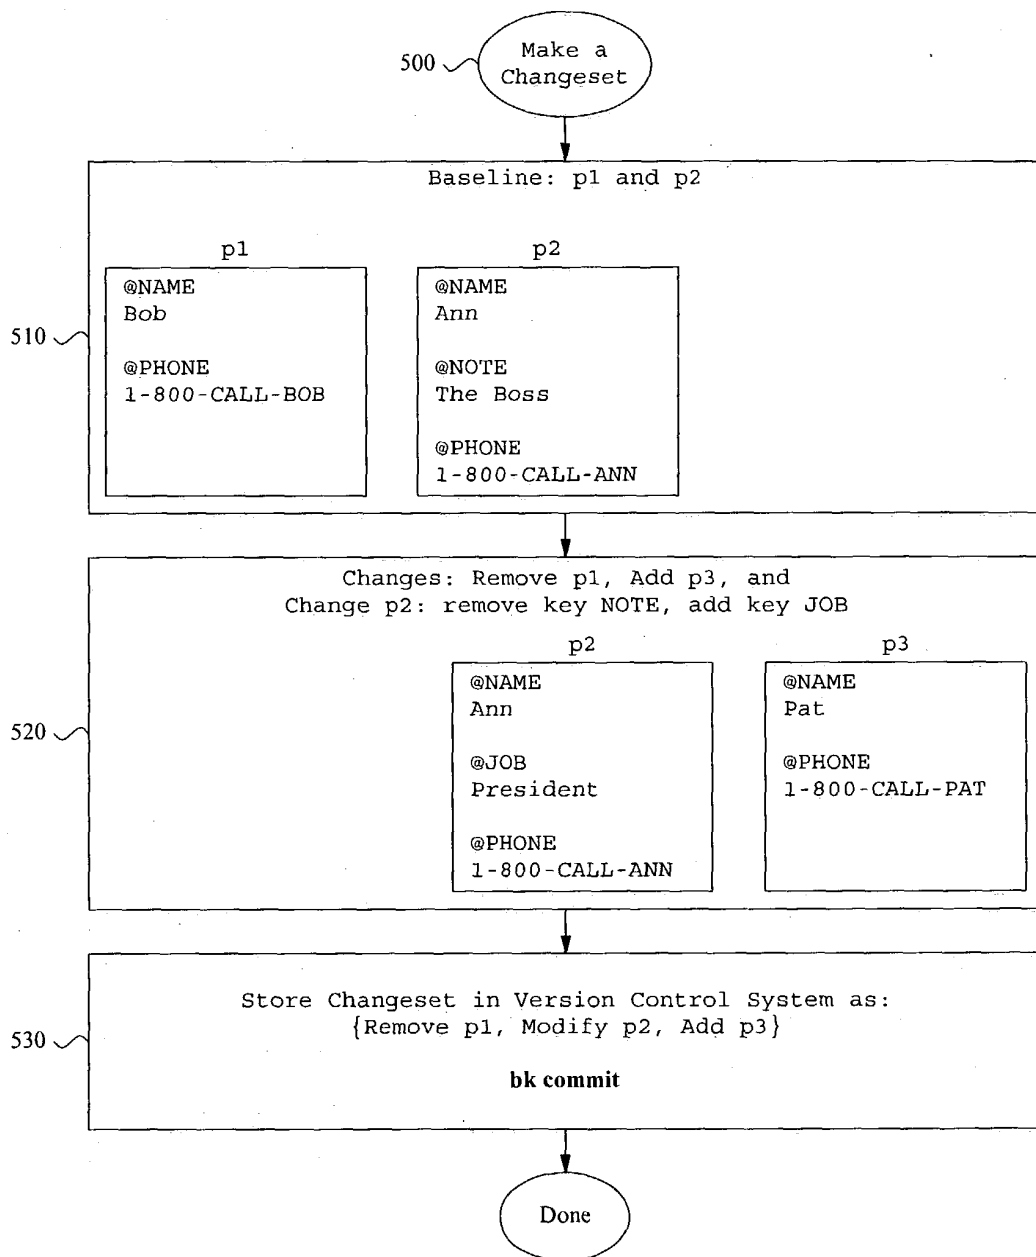 500
Make a
Changeset
Baseline: p1 and p2
p1
@NAME
Bob
@PHONE
1-800-CALL-BOB
p2
@NAME
Ann
@NOTE
The Boss
@PHONE
1-800-CALL-ANN
510
Changes: Remove p1, Add p3, and
Change p2: remove key NOTE, add key JOB
p2
@NAME
Ann
@JOB
President
@PHONE
1-800-CALL-ANN
p3
@NAME
Pat
@PHONE
1-800-CALL-PAT
520
Store Changeset in Version Control System as:
{Remove p1, Modify p2, Add p3}
bk commit
530
Done